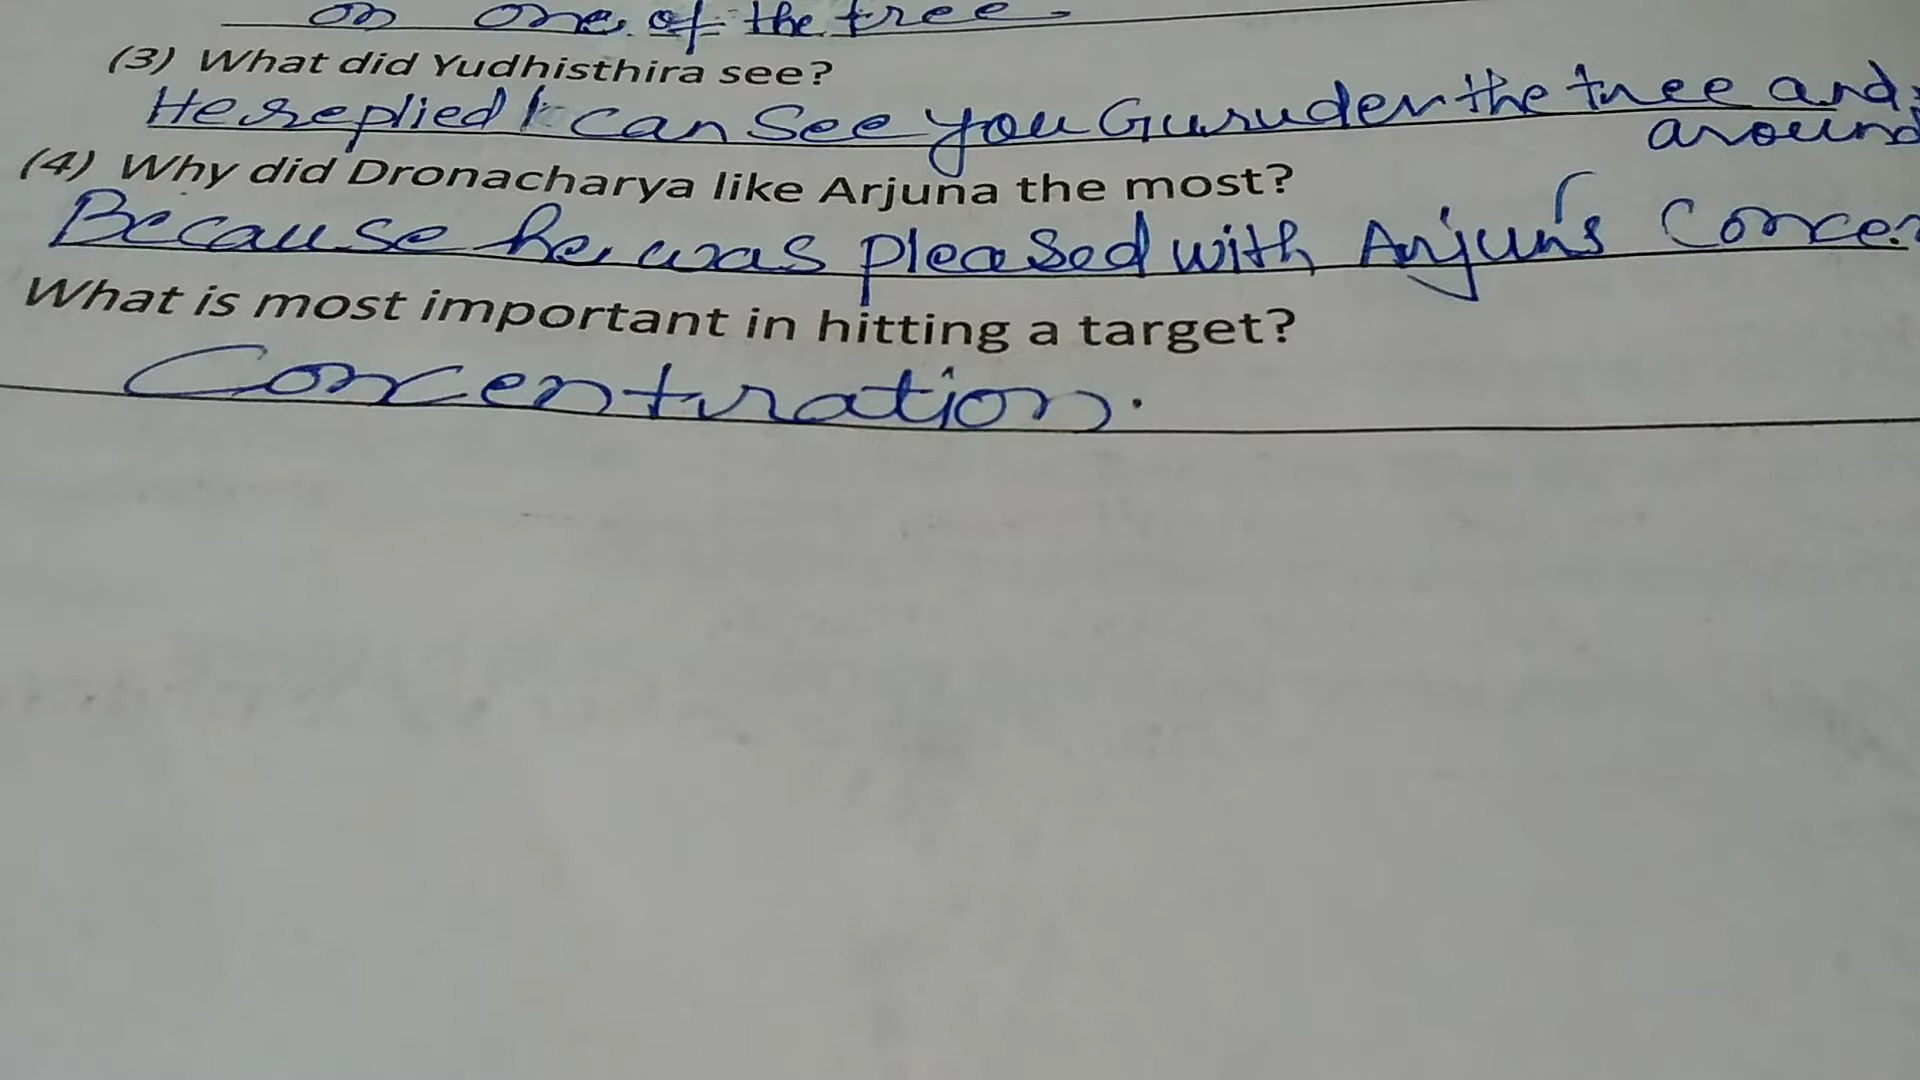 on one of the tree.
(3) What did Yudhisthira see?
He replied I can See you Gurudev the tree and
around
(4) Why did Dronacharya like Arjuna the most?
Because he was pleased with Arjun's Conce
What is most important in hitting a target?
Concentration.